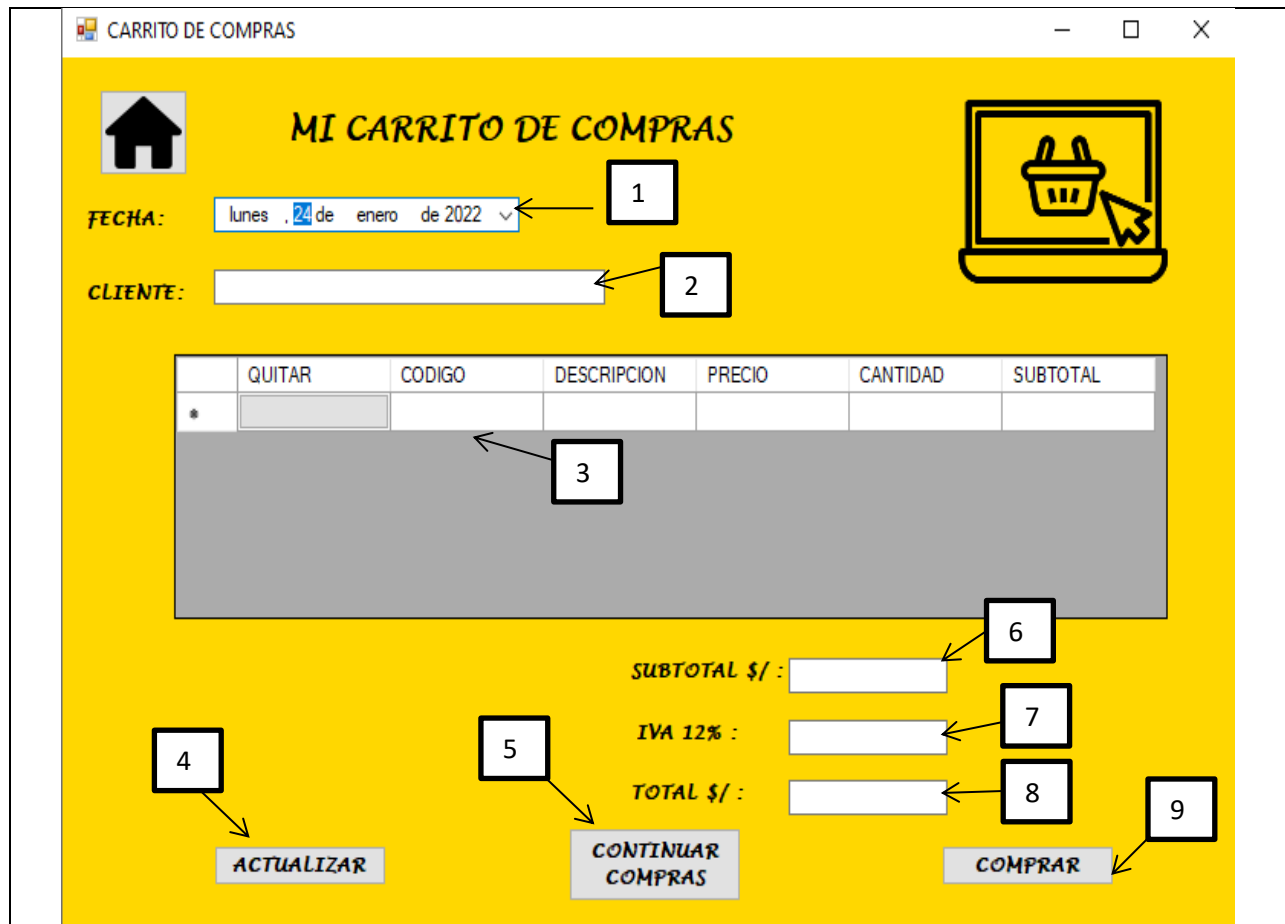 CARRITO DE COMPRAS
MI CARRITO DE COMPRAS
1
FECHA: lunes , 24 de enero de 2022
2
CLIENTE:
QUITAR CODIGO DESCRIPCION PRECIO CANTIDAD SUBTOTAL
*
3
6
SUBTOTAL $/ :
7
IVA 12% :
5
4
TOTAL $/ :
8
9
ACTUALIZAR
CONTINUAR
COMPRAS
COMPRAR